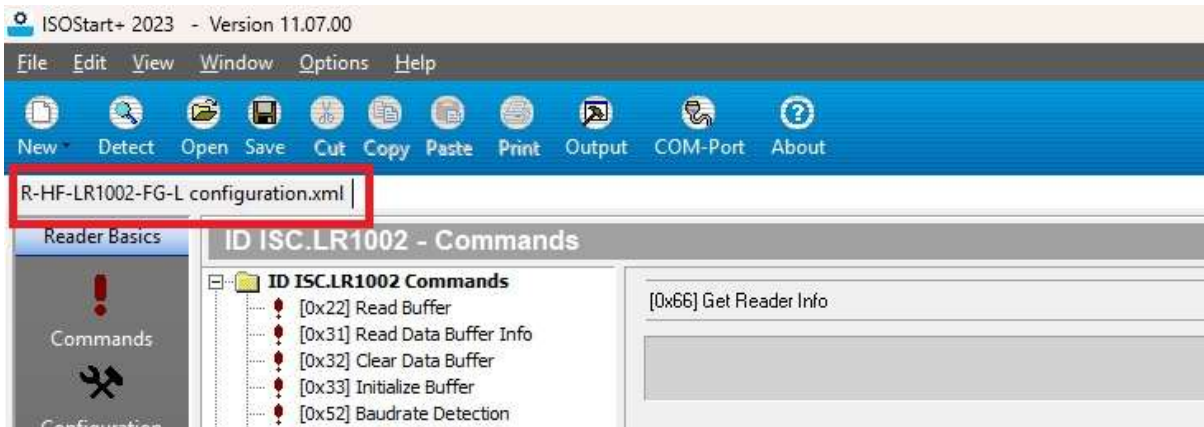 ISOStart+ 2023 - Version 11.07.00
File Edit View Window Options Help
New Detect Open Save Cut Copy Paste Print Output COM-Port About
R-HF-LR1002-FG-L configuration.xml
Reader Basics
ID ISC.LR1002 - Commands
ID ISC.LR1002 Commands
[0x22] Read Buffer
[0x66] Get Reader Info
[0x31] Read Data Buffer Info
Commands
[0x32] Clear Data Buffer
[0x33] Initialize Buffer
[0x52] Baudrate Detection
Configuration